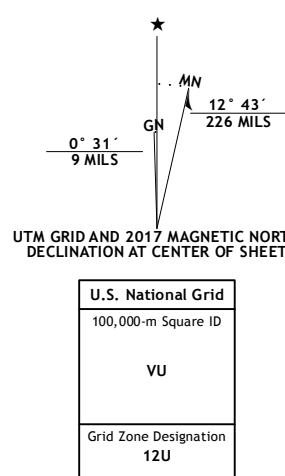 ★
MN
GN
12° 43´
226 MILS
0° 31´
9 MILS
UTM GRID AND 2017 MAGNETIC NORT
DECLINATION AT CENTER OF SHEET
U.S. National Grid
100,000-m Square ID
VU
Grid Zone Designation
12U